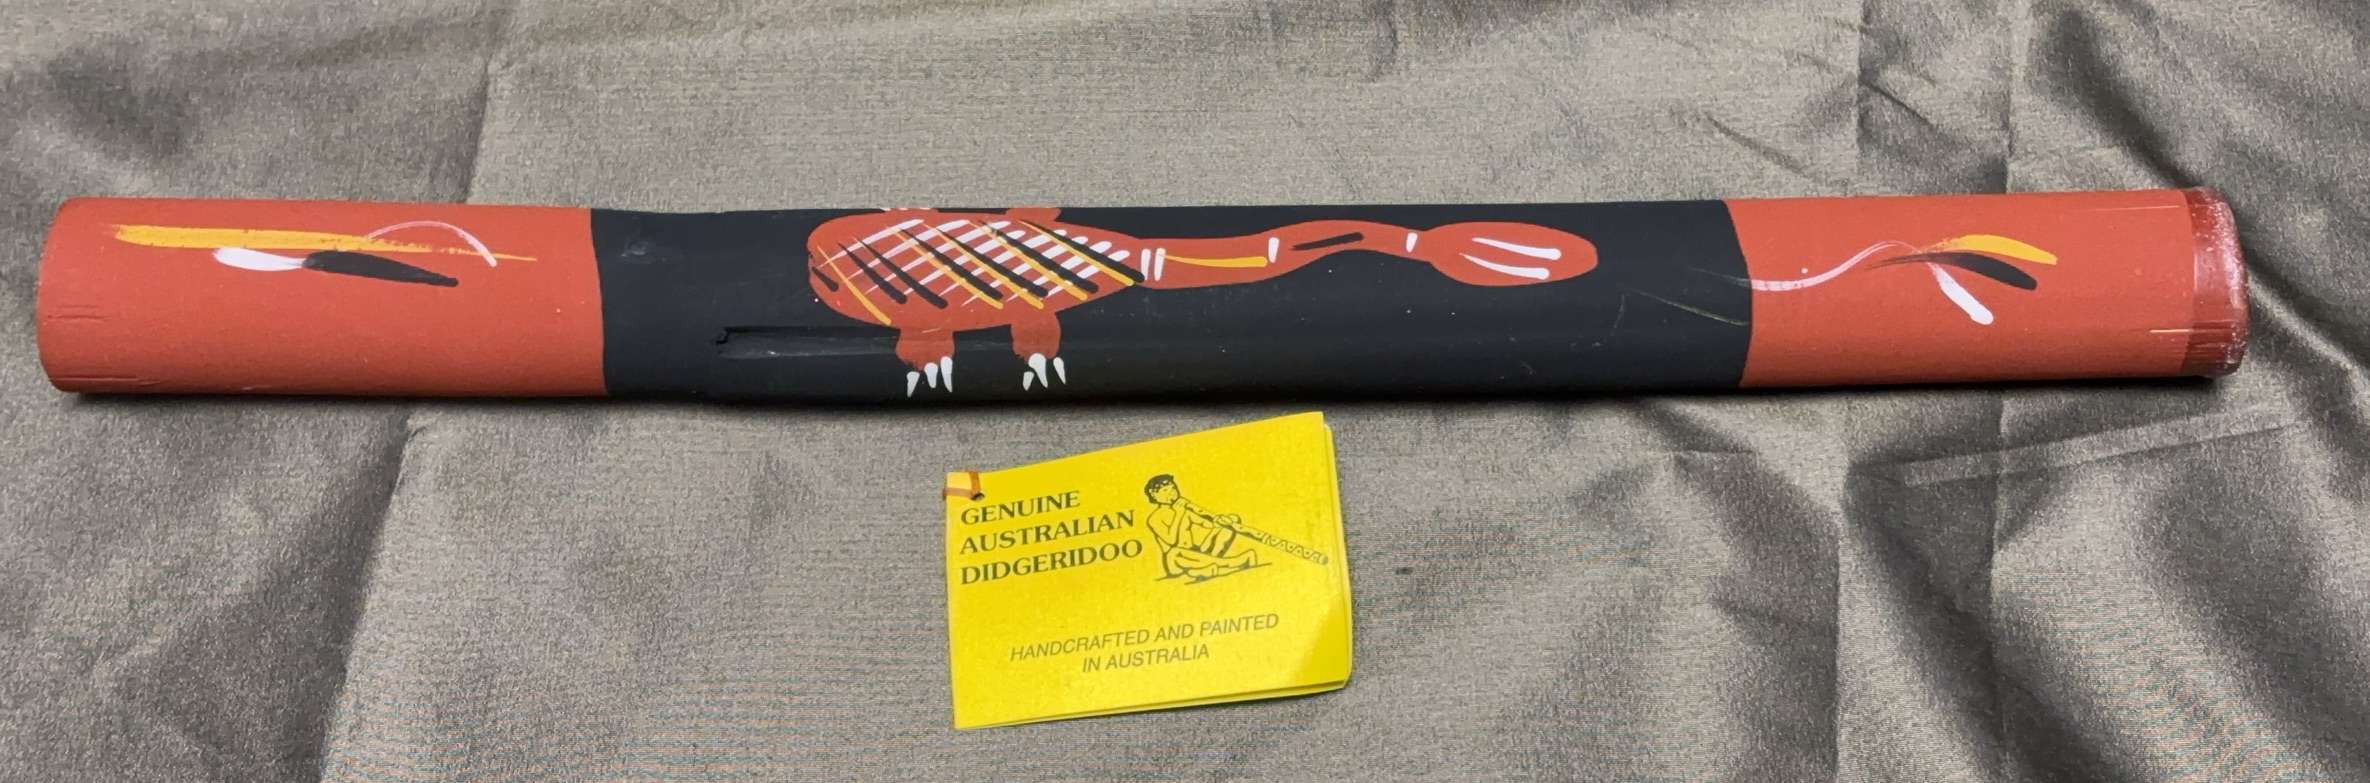 GENUINE
AUSTRALIAN
DIDGERIDOO
HANDCRAFTED AND PAINTED
IN AUSTRALIA